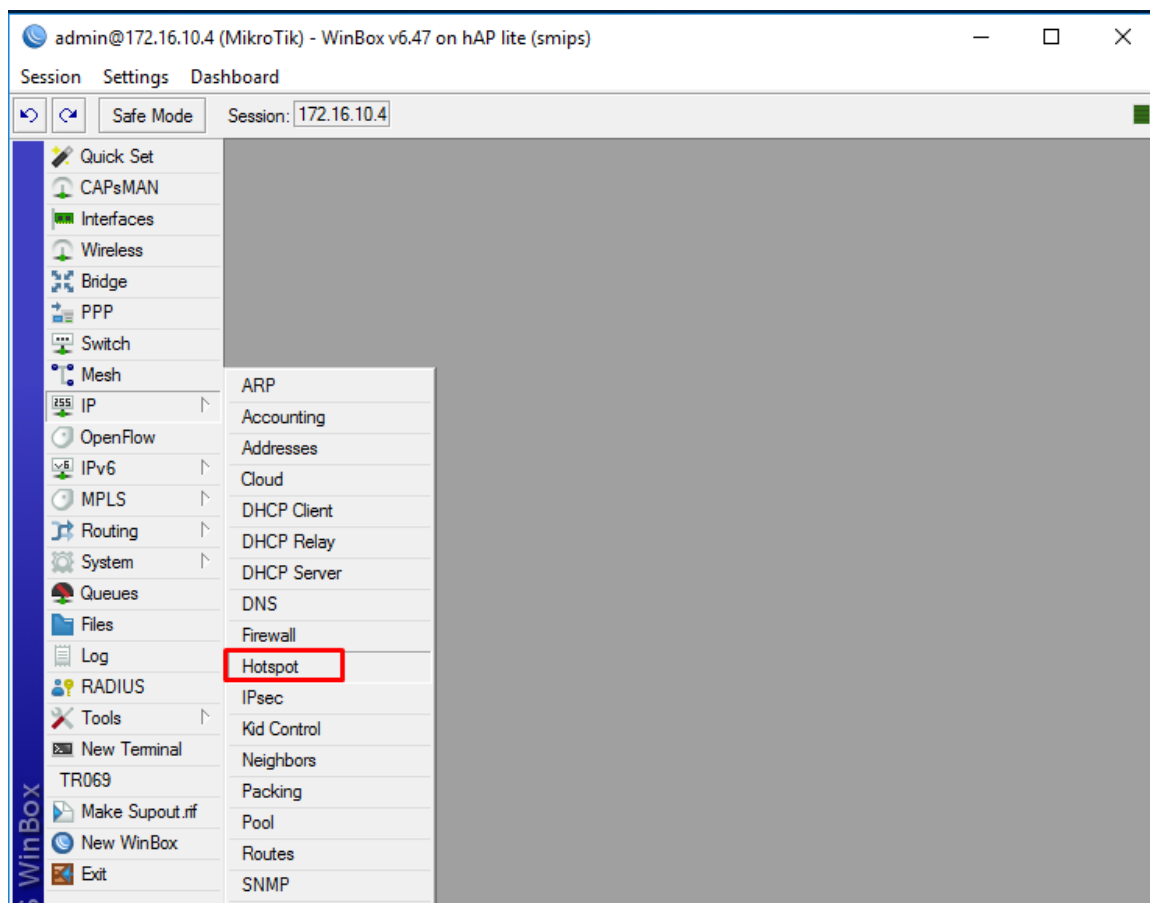 admin@172.16.10.4 (MikroTik) - WinBox v6.47 on hAP lite (smips)
Session Settings Dashboard
Safe Mode Session: 172.16.10.4
Quick Set
CAPsMAN
Interfaces
Wireless
Bridge
PPP
Switch
Mesh
IP
OpenFlow
IPv6
MPLS
Routing
System
Queues
Files
Log
RADIUS
Tools
New Terminal
TR069
Make Supout.rif
New WinBox
Exit
ARP
Accounting
Addresses
Cloud
DHCP Client
DHCP Relay
DHCP Server
DNS
Firewall
Hotspot
IPsec
Kid Control
Neighbors
Packing
Pool
Routes
SNMP
WinBox